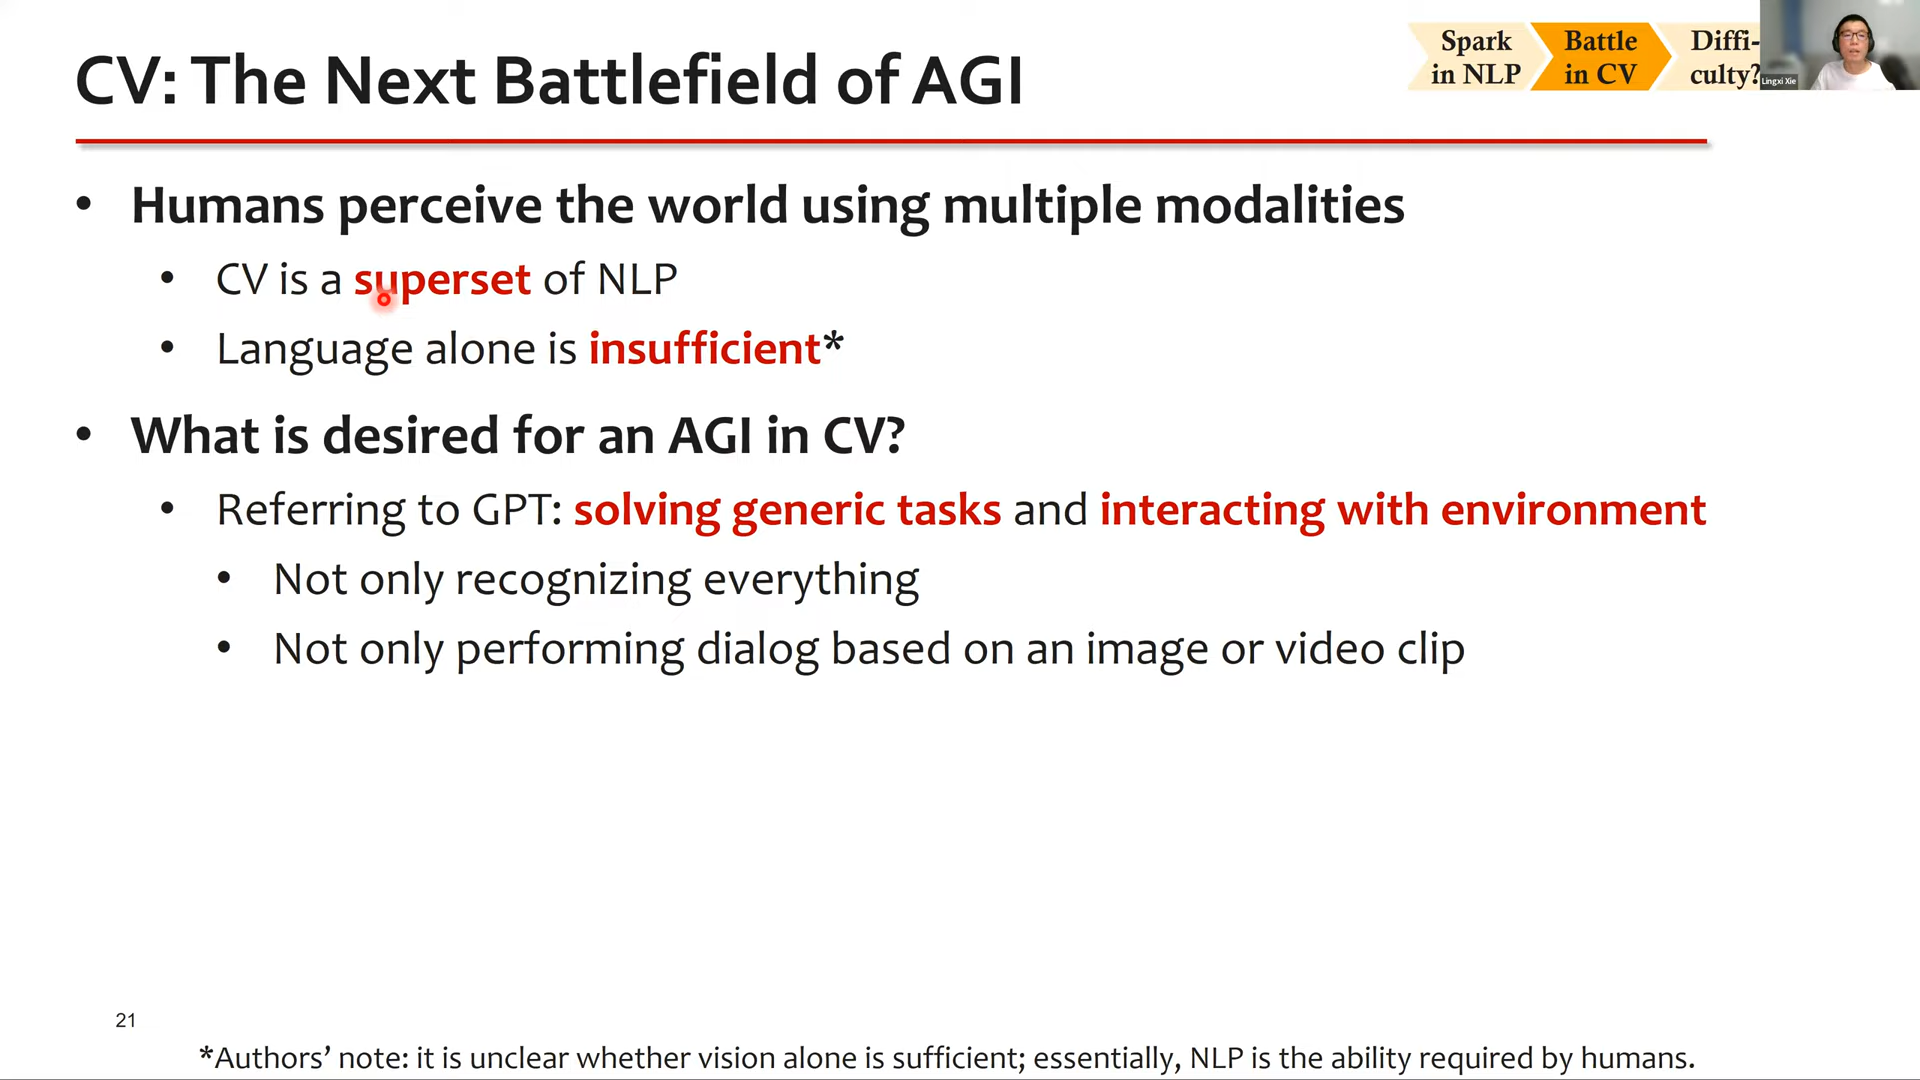 CV: The Next Battlefield of AGI
Spark
in NLP
Battle
in CV
Diffi-
culty?
Lingxi Xie
• Humans perceive the world using multiple modalities
• CV is a superset of NLP
• Language alone is insufficient*
• What is desired for an AGI in CV?
• Referring to GPT: solving generic tasks and interacting with environment
• Not only recognizing everything
• Not only performing dialog based on an image or video clip
21
*Authors’ note: it is unclear whether vision alone is sufficient; essentially, NLP is the ability required by humans.